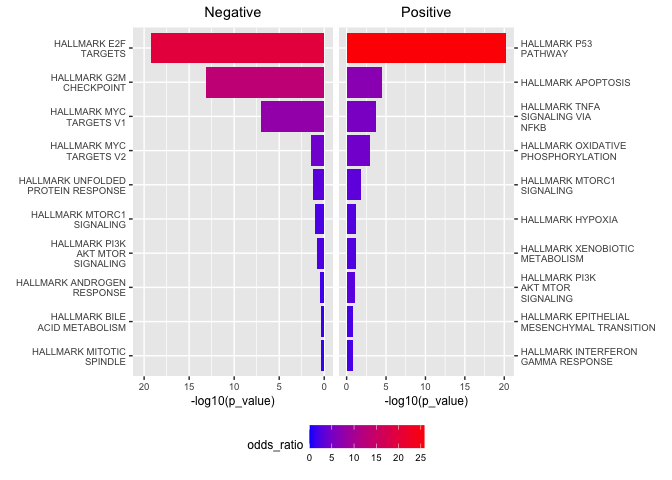 Negative
Positive
HALLMARK E2F
TARGETS
HALLMARK G2M
CHECKPOINT
HALLMARK MYC
TARGETS V1
HALLMARK MYC
TARGETS V2
HALLMARK UNFOLDED
PROTEIN RESPONSE
HALLMARK MTORC1
SIGNALING
HALLMARK PI3K
AKT MTOR
SIGNALING
HALLMARK ANDROGEN
RESPONSE
HALLMARK BILE
ACID METABOLISM
HALLMARK MITOTIC
SPINDLE
HALLMARK P53
PATHWAY
HALLMARK APOPTOSIS
HALLMARK TNFA
SIGNALING VIA
NFKB
HALLMARK OXIDATIVE
PHOSPHORYLATION
HALLMARK MTORC1
SIGNALING
HALLMARK HYPOXIA
HALLMARK XENOBIOTIC
METABOLISM
HALLMARK PI3K
AKT MTOR
SIGNALING
HALLMARK EPITHELIAL
MESENCHYMAL TRANSITION
HALLMARK INTERFERON
GAMMA RESPONSE
20 15 10 5 0
0 5 10 15 20
-log10(p_value)
-log10(p_value)
odds_ratio
0 5 10 15 20 25